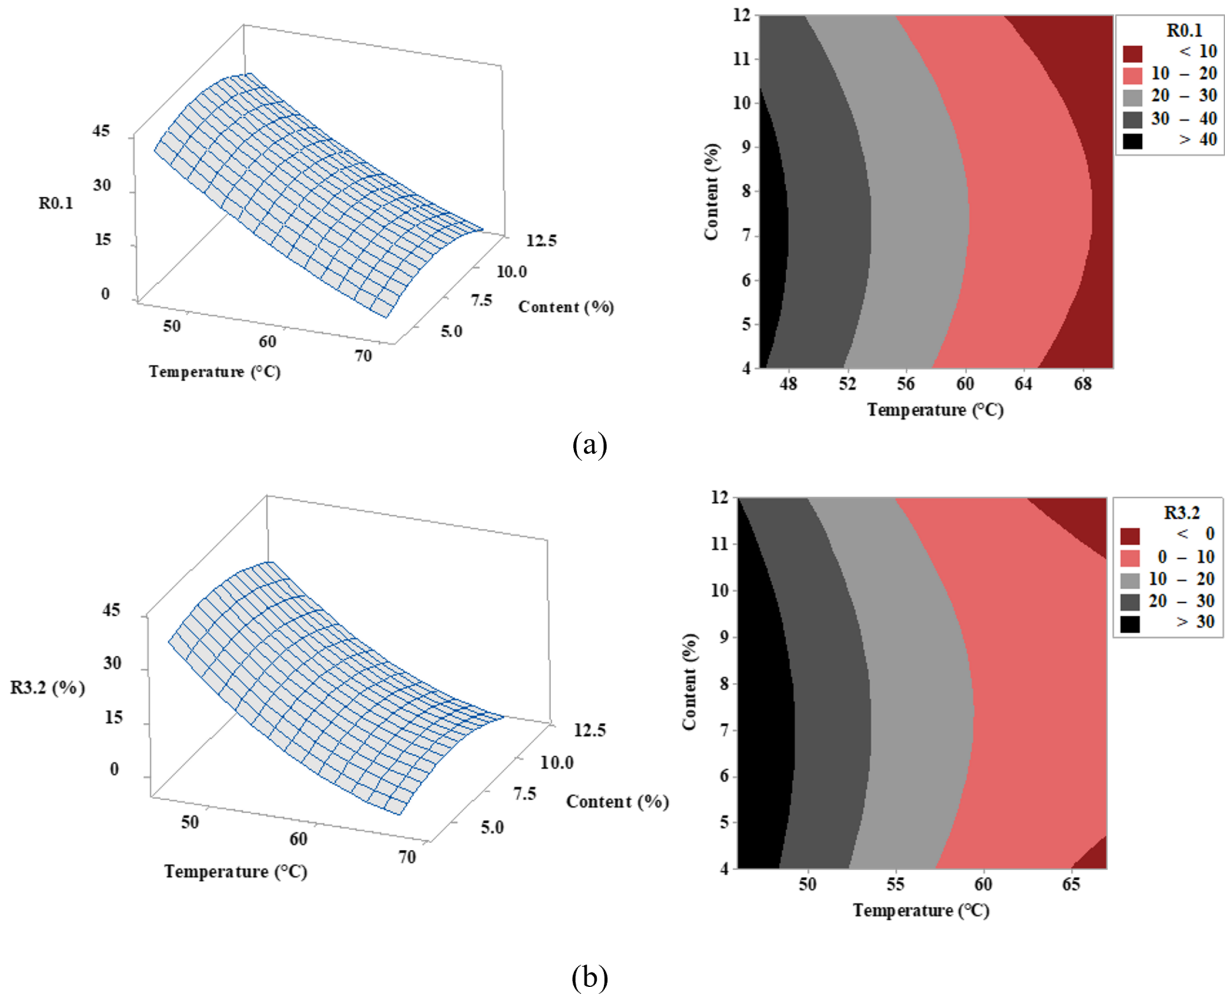 45
30
R0.1
15
0
50
60
70
Temperature (°C)
12.5
10.0
7.5
Content (%)
5.0
12
11
10
9
8
7
6
5
4
Content (%)
48 52 56 60 64 68
Temperature (°C)
R0.1
< 10
10 – 20
20 – 30
30 – 40
> 40
(a)
45
30
R3.2 (%)
15
0
50
60
70
Temperature (°C)
12.5
10.0
7.5
Content (%)
5.0
12
11
10
9
8
7
6
5
4
Content (%)
50 55 60 65
Temperature (°C)
R3.2
< 0
0 – 10
10 – 20
20 – 30
> 30
(b)